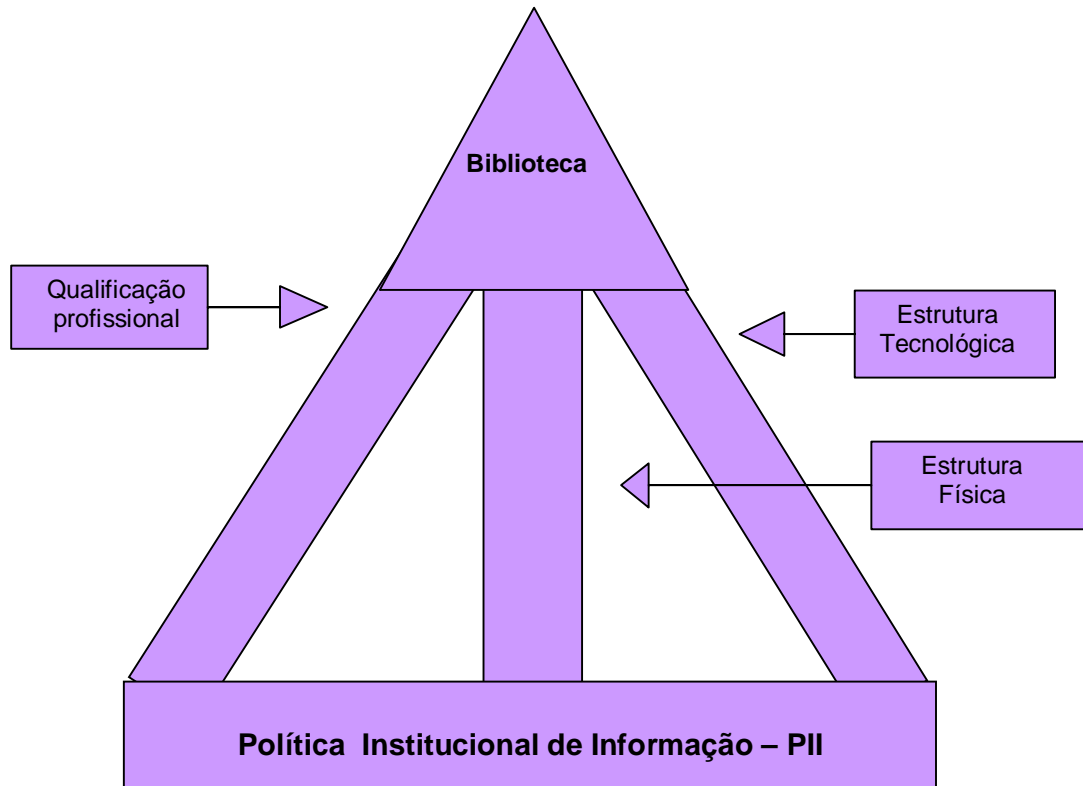 Biblioteca
Qualificação
profissional
Estrutura
Tecnológica
Estrutura
Física
Política Institucional de Informação – PII